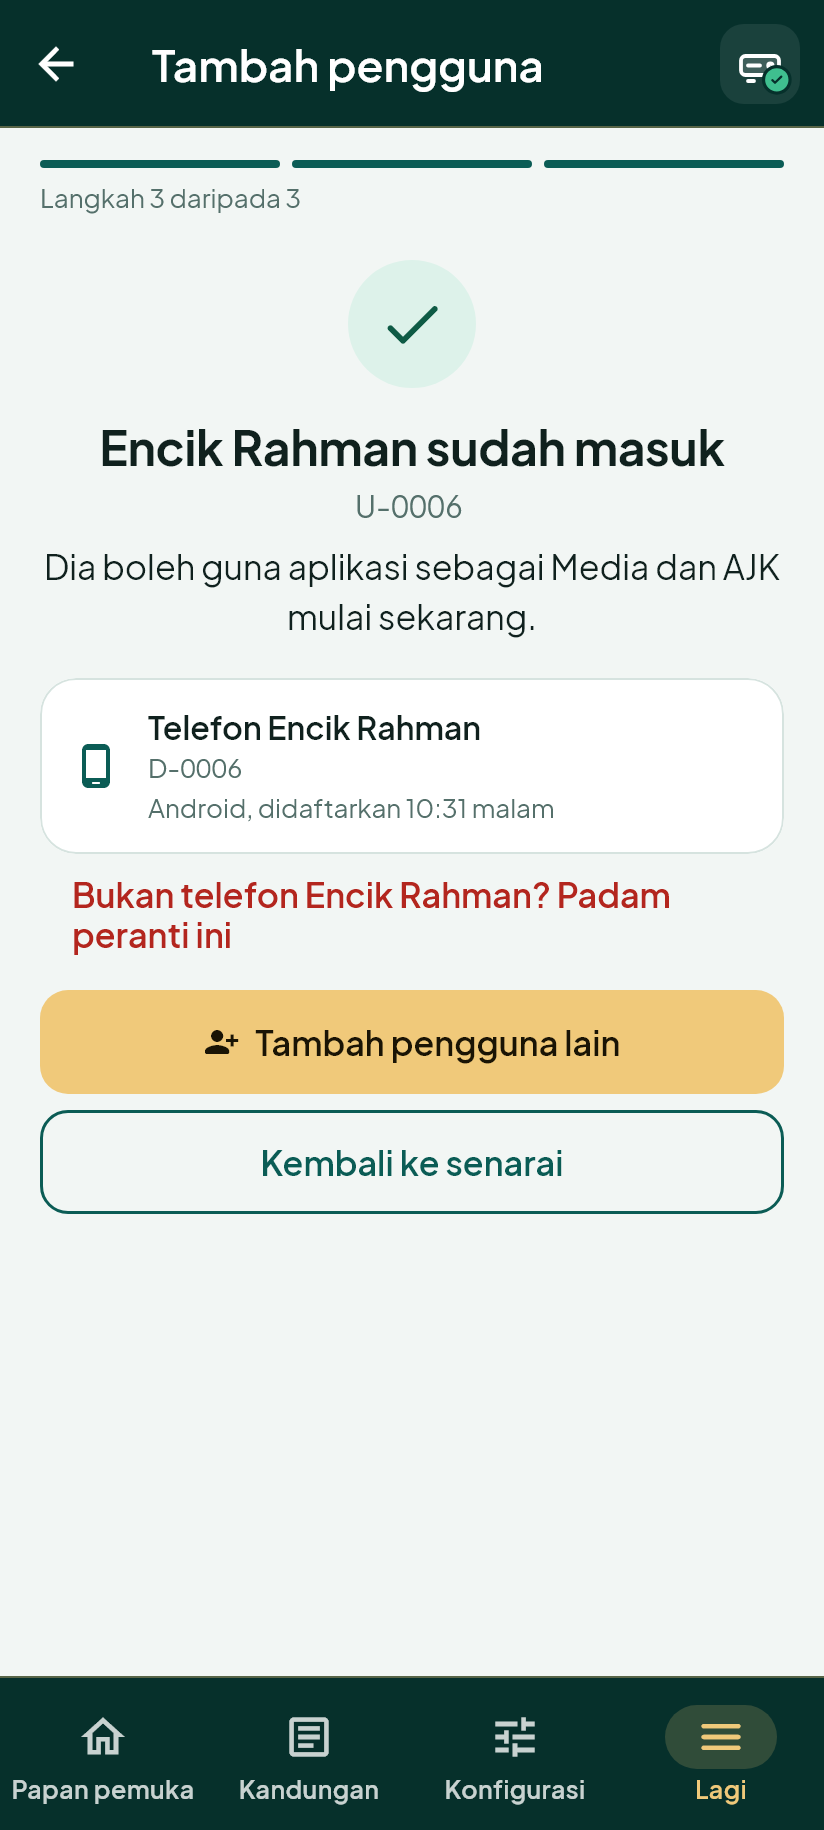 Tambah pengguna
Langkah 3 daripada 3
Encik Rahman sudah masuk
U-0006
Dia boleh guna aplikasi sebagai Media dan AJK
mulai sekarang.
Telefon Encik Rahman
D-0006
Android, didaftarkan 10:31 malam
Bukan telefon Encik Rahman? Padam
peranti ini
Tambah pengguna lain
Kembali ke senarai
Papan pemuka
Kandungan
Konfigurasi
Lagi